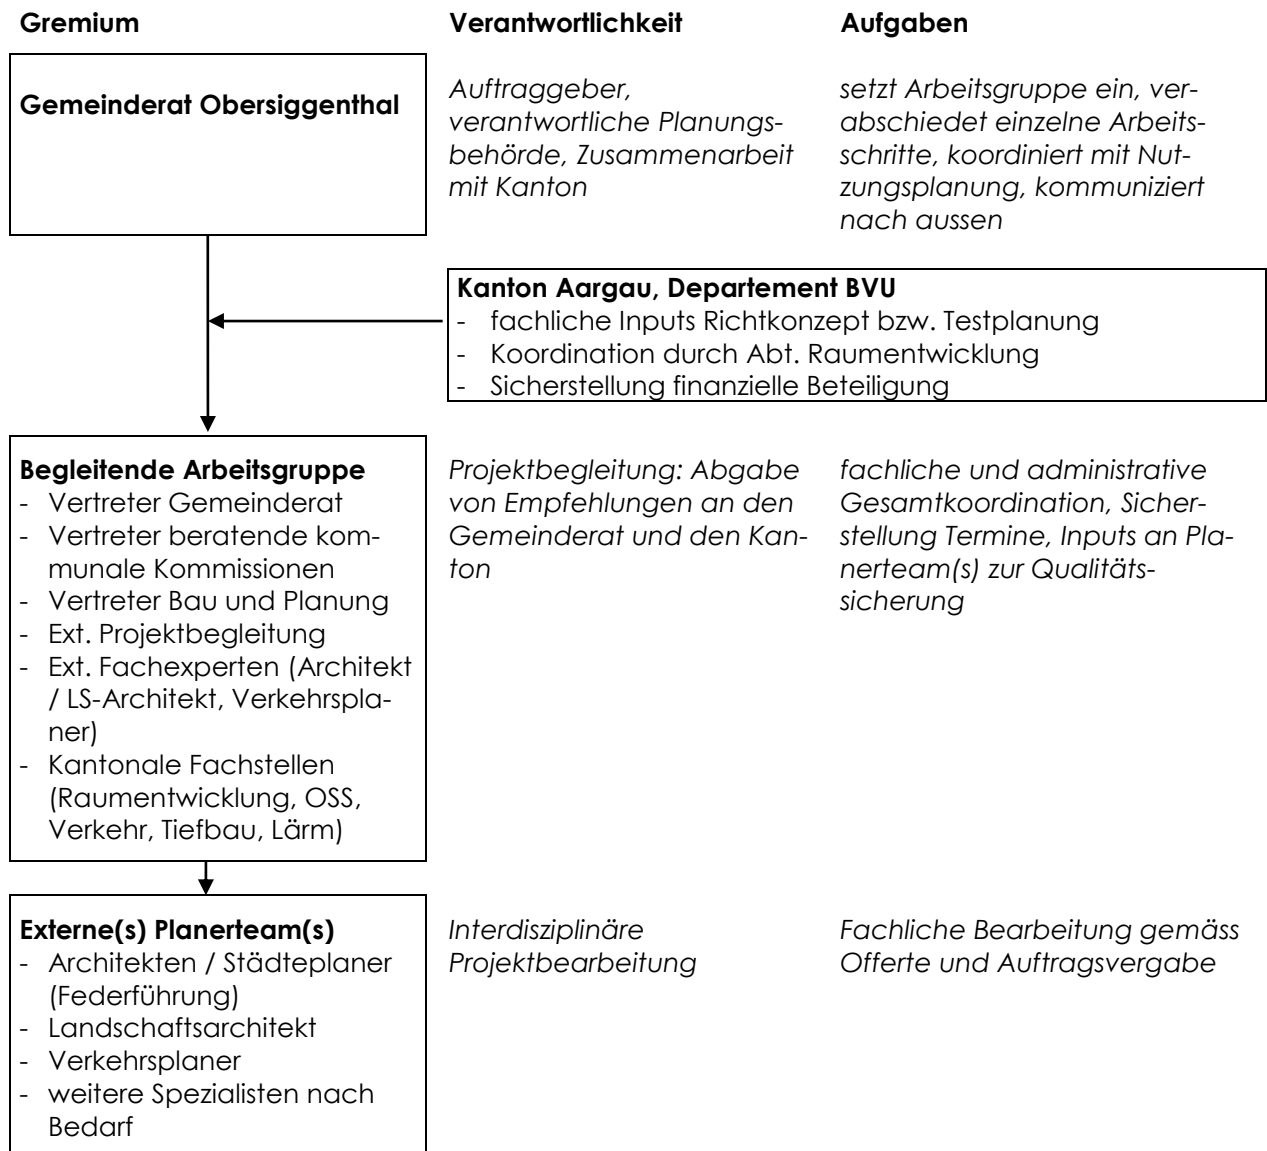 Gremium
Verantwortlichkeit
Aufgaben
Gemeinderat Obersiggenthal
Auftraggeber,
verantwortliche Planungs-
behörde, Zusammenarbeit
mit Kanton
setzt Arbeitsgruppe ein, ver-
abschiedet einzelne Arbeits-
schritte, koordiniert mit Nut-
zungsplanung, kommuniziert
nach aussen
Kanton Aargau, Departement BVU
- fachliche Inputs Richtkonzept bzw. Testplanung
- Koordination durch Abt. Raumentwicklung
- Sicherstellung finanzielle Beteiligung
Begleitende Arbeitsgruppe
- Vertreter Gemeinderat
- Vertreter beratende kom-
munale Kommissionen
- Vertreter Bau und Planung
- Ext. Projektbegleitung
- Ext. Fachexperten (Architekt
/ LS-Architekt, Verkehrspla-
ner)
- Kantonale Fachstellen
(Raumentwicklung, OSS,
Verkehr, Tiefbau, Lärm)
Projektbegleitung: Abgabe
von Empfehlungen an den
Gemeinderat und den Kan-
ton
fachliche und administrative
Gesamtkoordination, Sicher-
stellung Termine, Inputs an Pla-
nerteam(s) zur Qualitäts-
sicherung
Externe(s) Planerteam(s)
- Architekten / Städteplaner
(Federführung)
- Landschaftsarchitekt
- Verkehrsplaner
- weitere Spezialisten nach
Bedarf
Interdisziplinäre
Projektbearbeitung
Fachliche Bearbeitung gemäss
Offerte und Auftragsvergabe